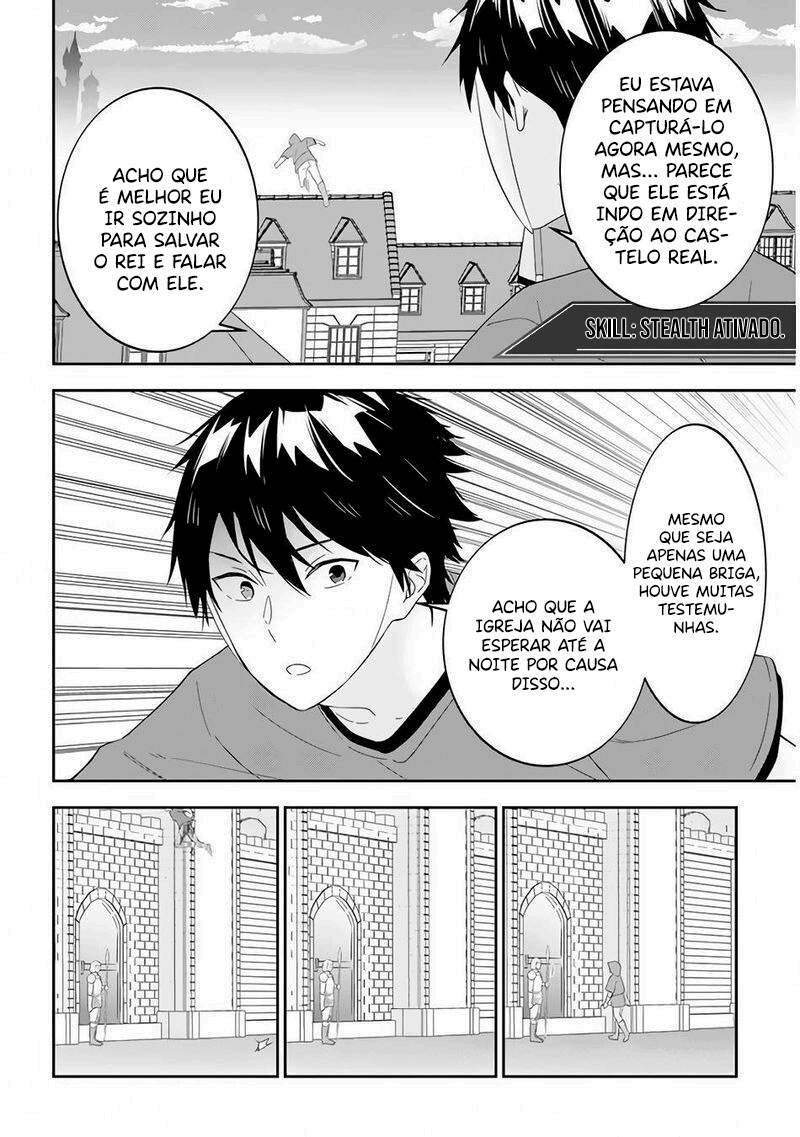 EU ESTAVA
PENSANDO EM
CAPTURÁ-LO
AGORA MESMO,
MAS... PARECE
QUE ELE ESTÁ
INDO EM DIRE-
ÇÃO AO CAS-
TELO REAL.
ACHO QUE
É MELHOR EU
IR SOZINHO
PARA SALVAR
O REI E FALAR
COM ELE.
SKILL: STEALTH ATIVADO.
MESMO
QUE SEJA
APENAS UMA
PEQUENA BRIGA,
HOUVE MUITAS
TESTEMU-
NHAS.
ACHO QUE A
IGREJA NÃO VAI
ESPERAR ATÉ A
NOITE POR CAUSA
DISSO...